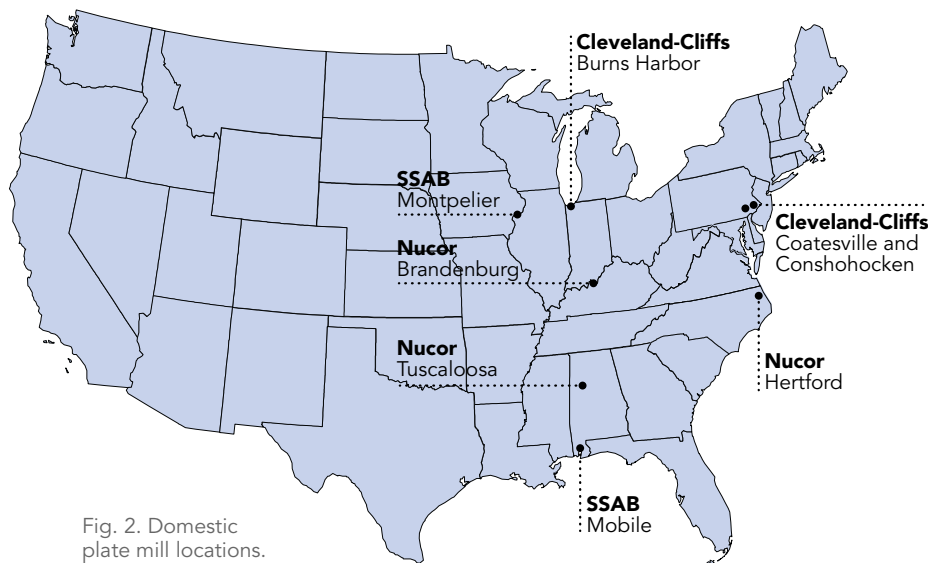 Cleveland-Cliffs
Burns Harbor
SSAB
Montpelier
Nucor
Brandenburg
Cleveland-Cliffs
Coatesville and
Conshohocken
Nucor
Tuscaloosa
Nucor
Hertford
SSAB
Mobile
Fig. 2. Domestic
plate mill locations.